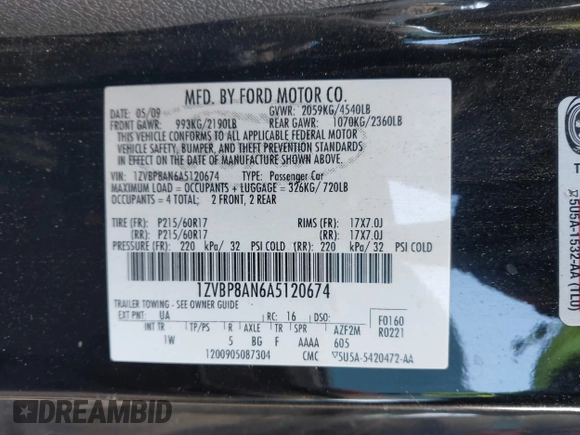 MFD. BY FORD MOTOR CO.
DATE: 05/09 GVWR: 2059KG/4540LB
FRONT GAWR: 993KG/2190LB REAR GAWR: 1070KG/2360LB
THIS VEHICLE CONFORMS TO ALL APPLICABLE FEDERAL MOTOR
VEHICLE SAFETY, BUMPER, AND THEFT PREVENTION STANDARDS
IN EFFECT ON THE DATE OF MANUFACTURE SHOWN ABOVE.
VIN: 1ZVBP8AN6A5120674 TYPE: Passenger Car
MAXIMUM LOAD = OCCUPANTS + LUGGAGE = 326KG/720LB
OCCUPANTS = 4 TOTAL; 2 FRONT, 2 REAR
TIRE (FR): P215/60R17 RIMS (FR): 17X7.0J
(RR): P215/60R17 (RR): 17X7.0J
PRESSURE (FR): 220 kPa/ 32 PSI COLD (RR): 220 kPa/ 32 PSI COLD
1ZVBP8AN6A5120674
TRAILER TOWING - SEE OWNER GUIDE
EXT PNT: UA RC: 16 DSO: F0160
R0221
INT TR TP/PS R AXLE TR SPR AZF2M
1W 5 BG F AAAA 605
1200905087304 CMC 5U5A-5420472-AA
5U5A-1532-AA (1L0)
BIDFAX